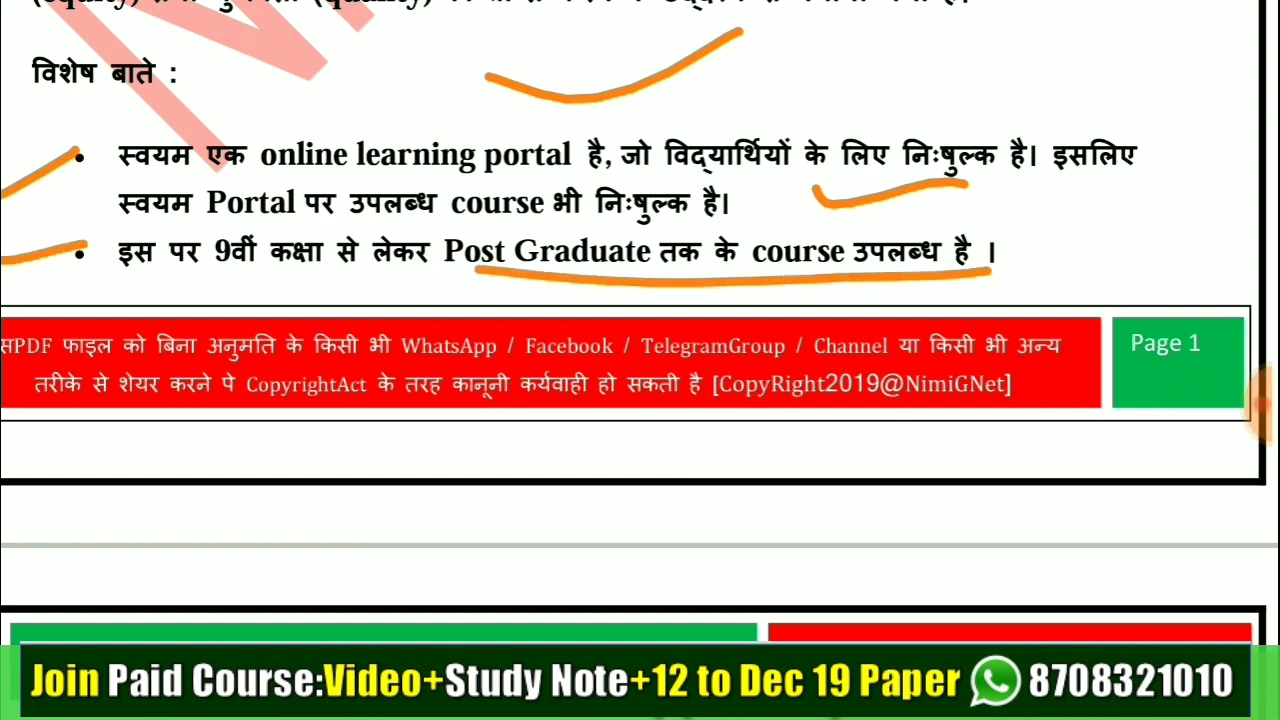 विशेष बाते :
• स्वयम एक online learning portal है, जो विद्यार्थियों के लिए निःषुल्क है। इसलिए
स्वयम Portal पर उपलब्ध course भी निःषुल्क है।
• इस पर 9वीं कक्षा से लेकर Post Graduate तक के course उपलब्ध है ।
PDF फाइल को बिना अनुमति के किसी भी WhatsApp / Facebook / TelegramGroup / Channel या किसी भी अन्य
तरीके से शेयर करने पे CopyrightAct के तरह कानूनी कर्यवाही हो सकती है [CopyRight2019@NimiGNet]
Page 1
Join Paid Course:Video+Study Note+12 to Dec 19 Paper 8708321010